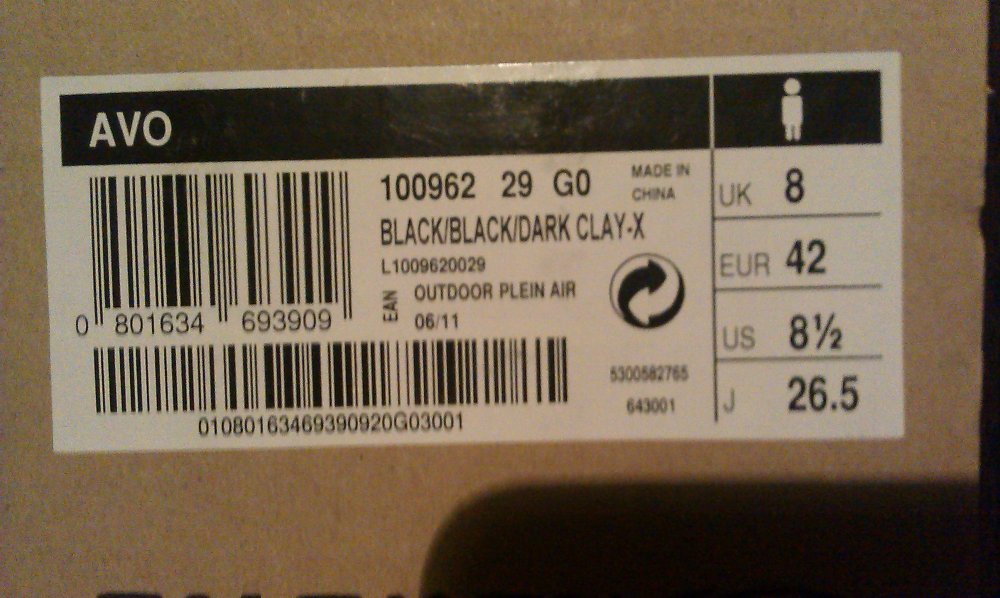 AVO
100962 29 G0
MADE IN
CHINA
BLACK/BLACK/DARK CLAY-X
L1009620029
EAN
OUTDOOR PLEIN AIR
06/11
0 801634 693909
01080163469390920G03001
5300582765
643001
UK 8
EUR 42
US 8½
J 26.5